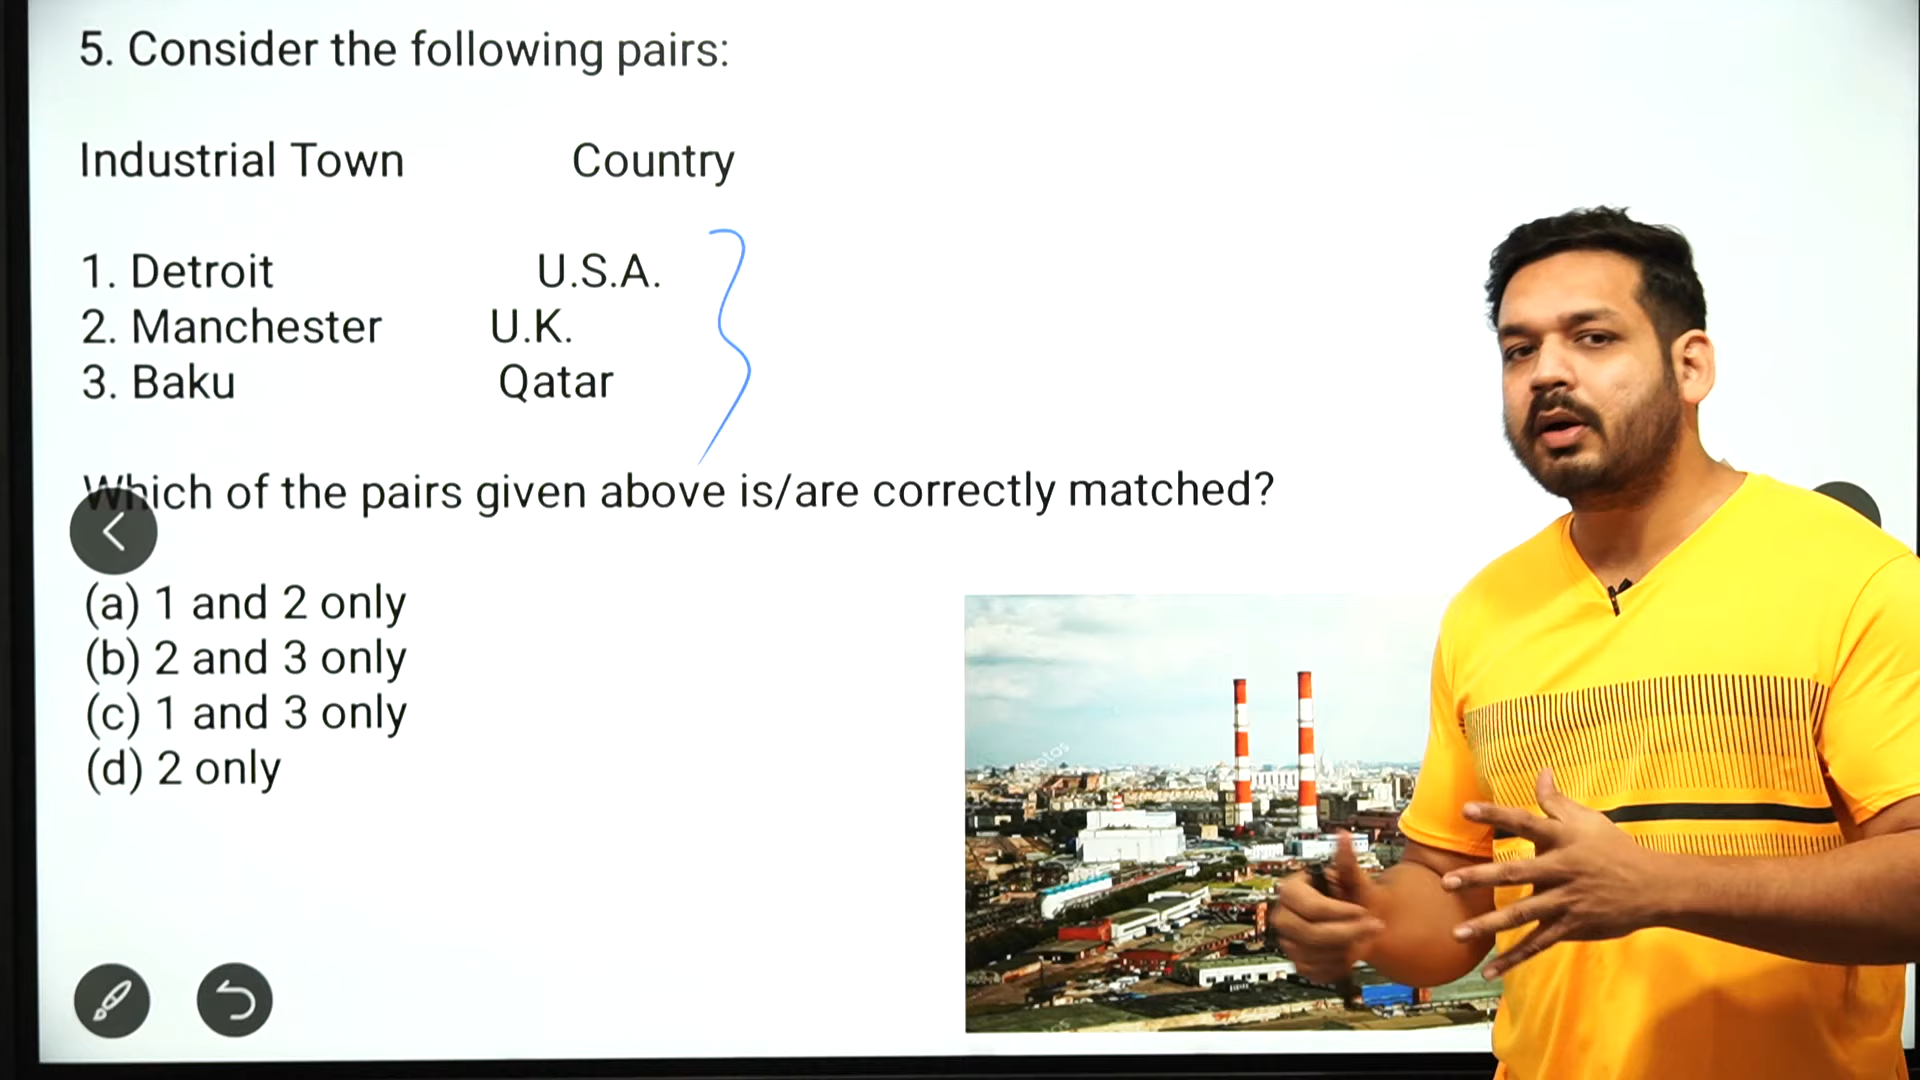 5. Consider the following pairs:
Industrial Town Country
1. Detroit U.S.A.
2. Manchester U.K.
3. Baku Qatar
Which of the pairs given above is/are correctly matched?
(a) 1 and 2 only
(b) 2 and 3 only
(c) 1 and 3 only
(d) 2 only